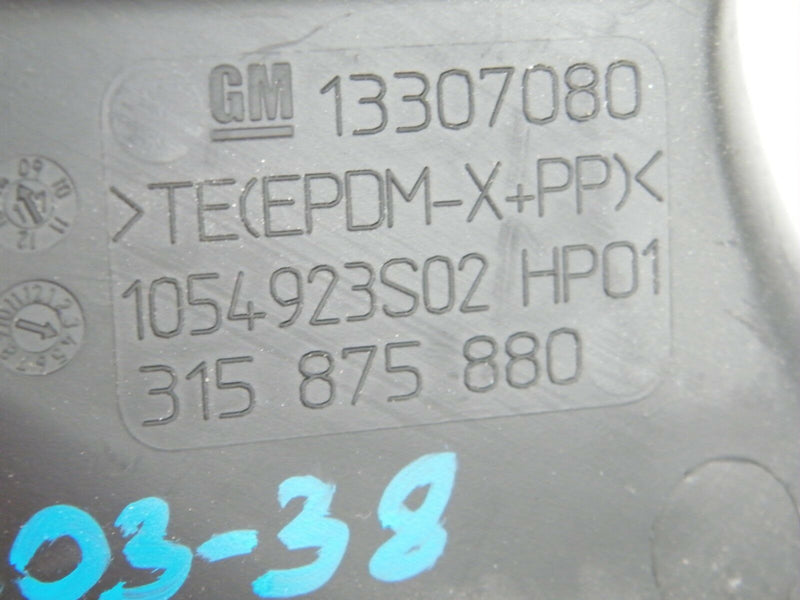 GM 13307080
>TE(EPDM-X+PP)<
1054923S02 HP01
315 875 880
03-38